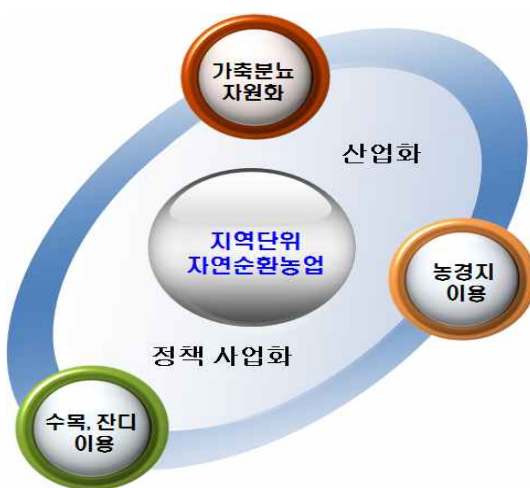 가축분뇨
자원화
산업화
지역단위
자연순환농업
농경지
이용
정책 사업화
수목, 잔디
이용